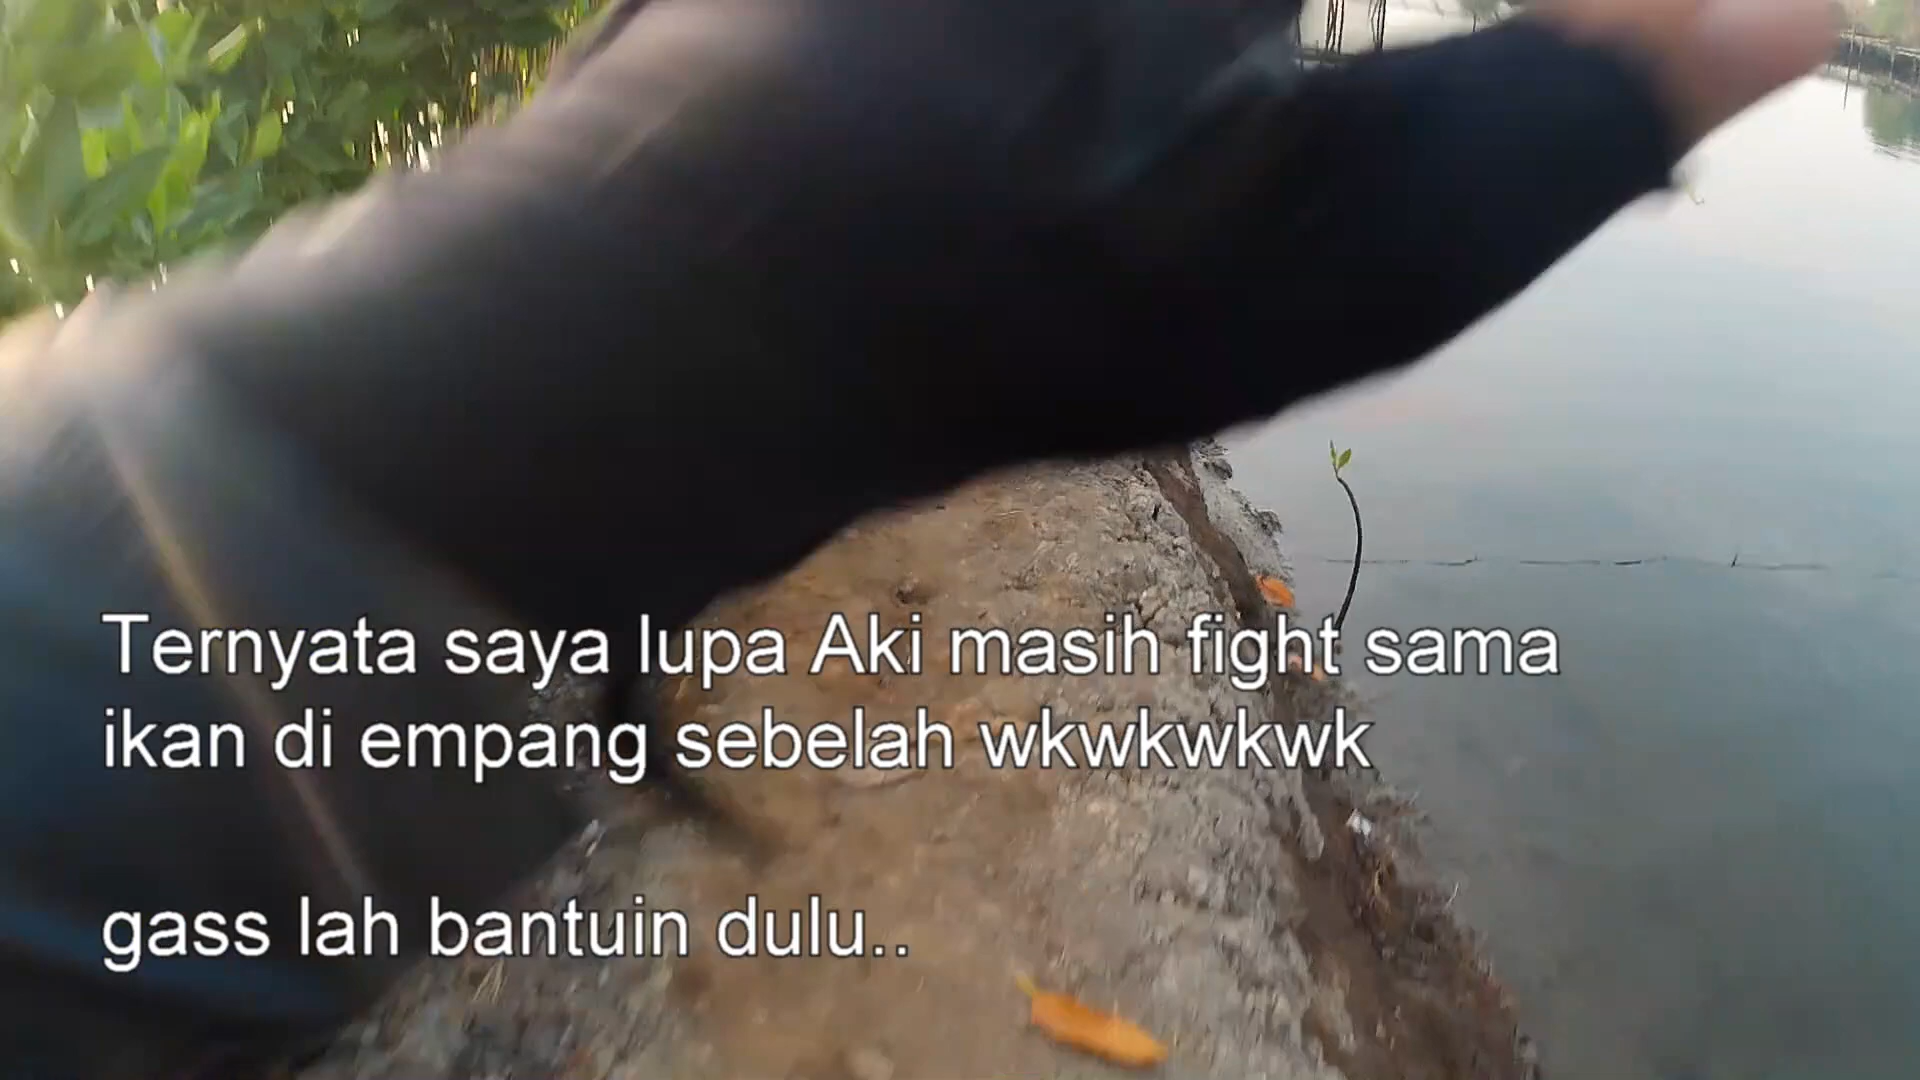 Ternyata saya lupa Aki masih fight sama
ikan di empang sebelah wkwkwkwk
gass lah bantuin dulu..